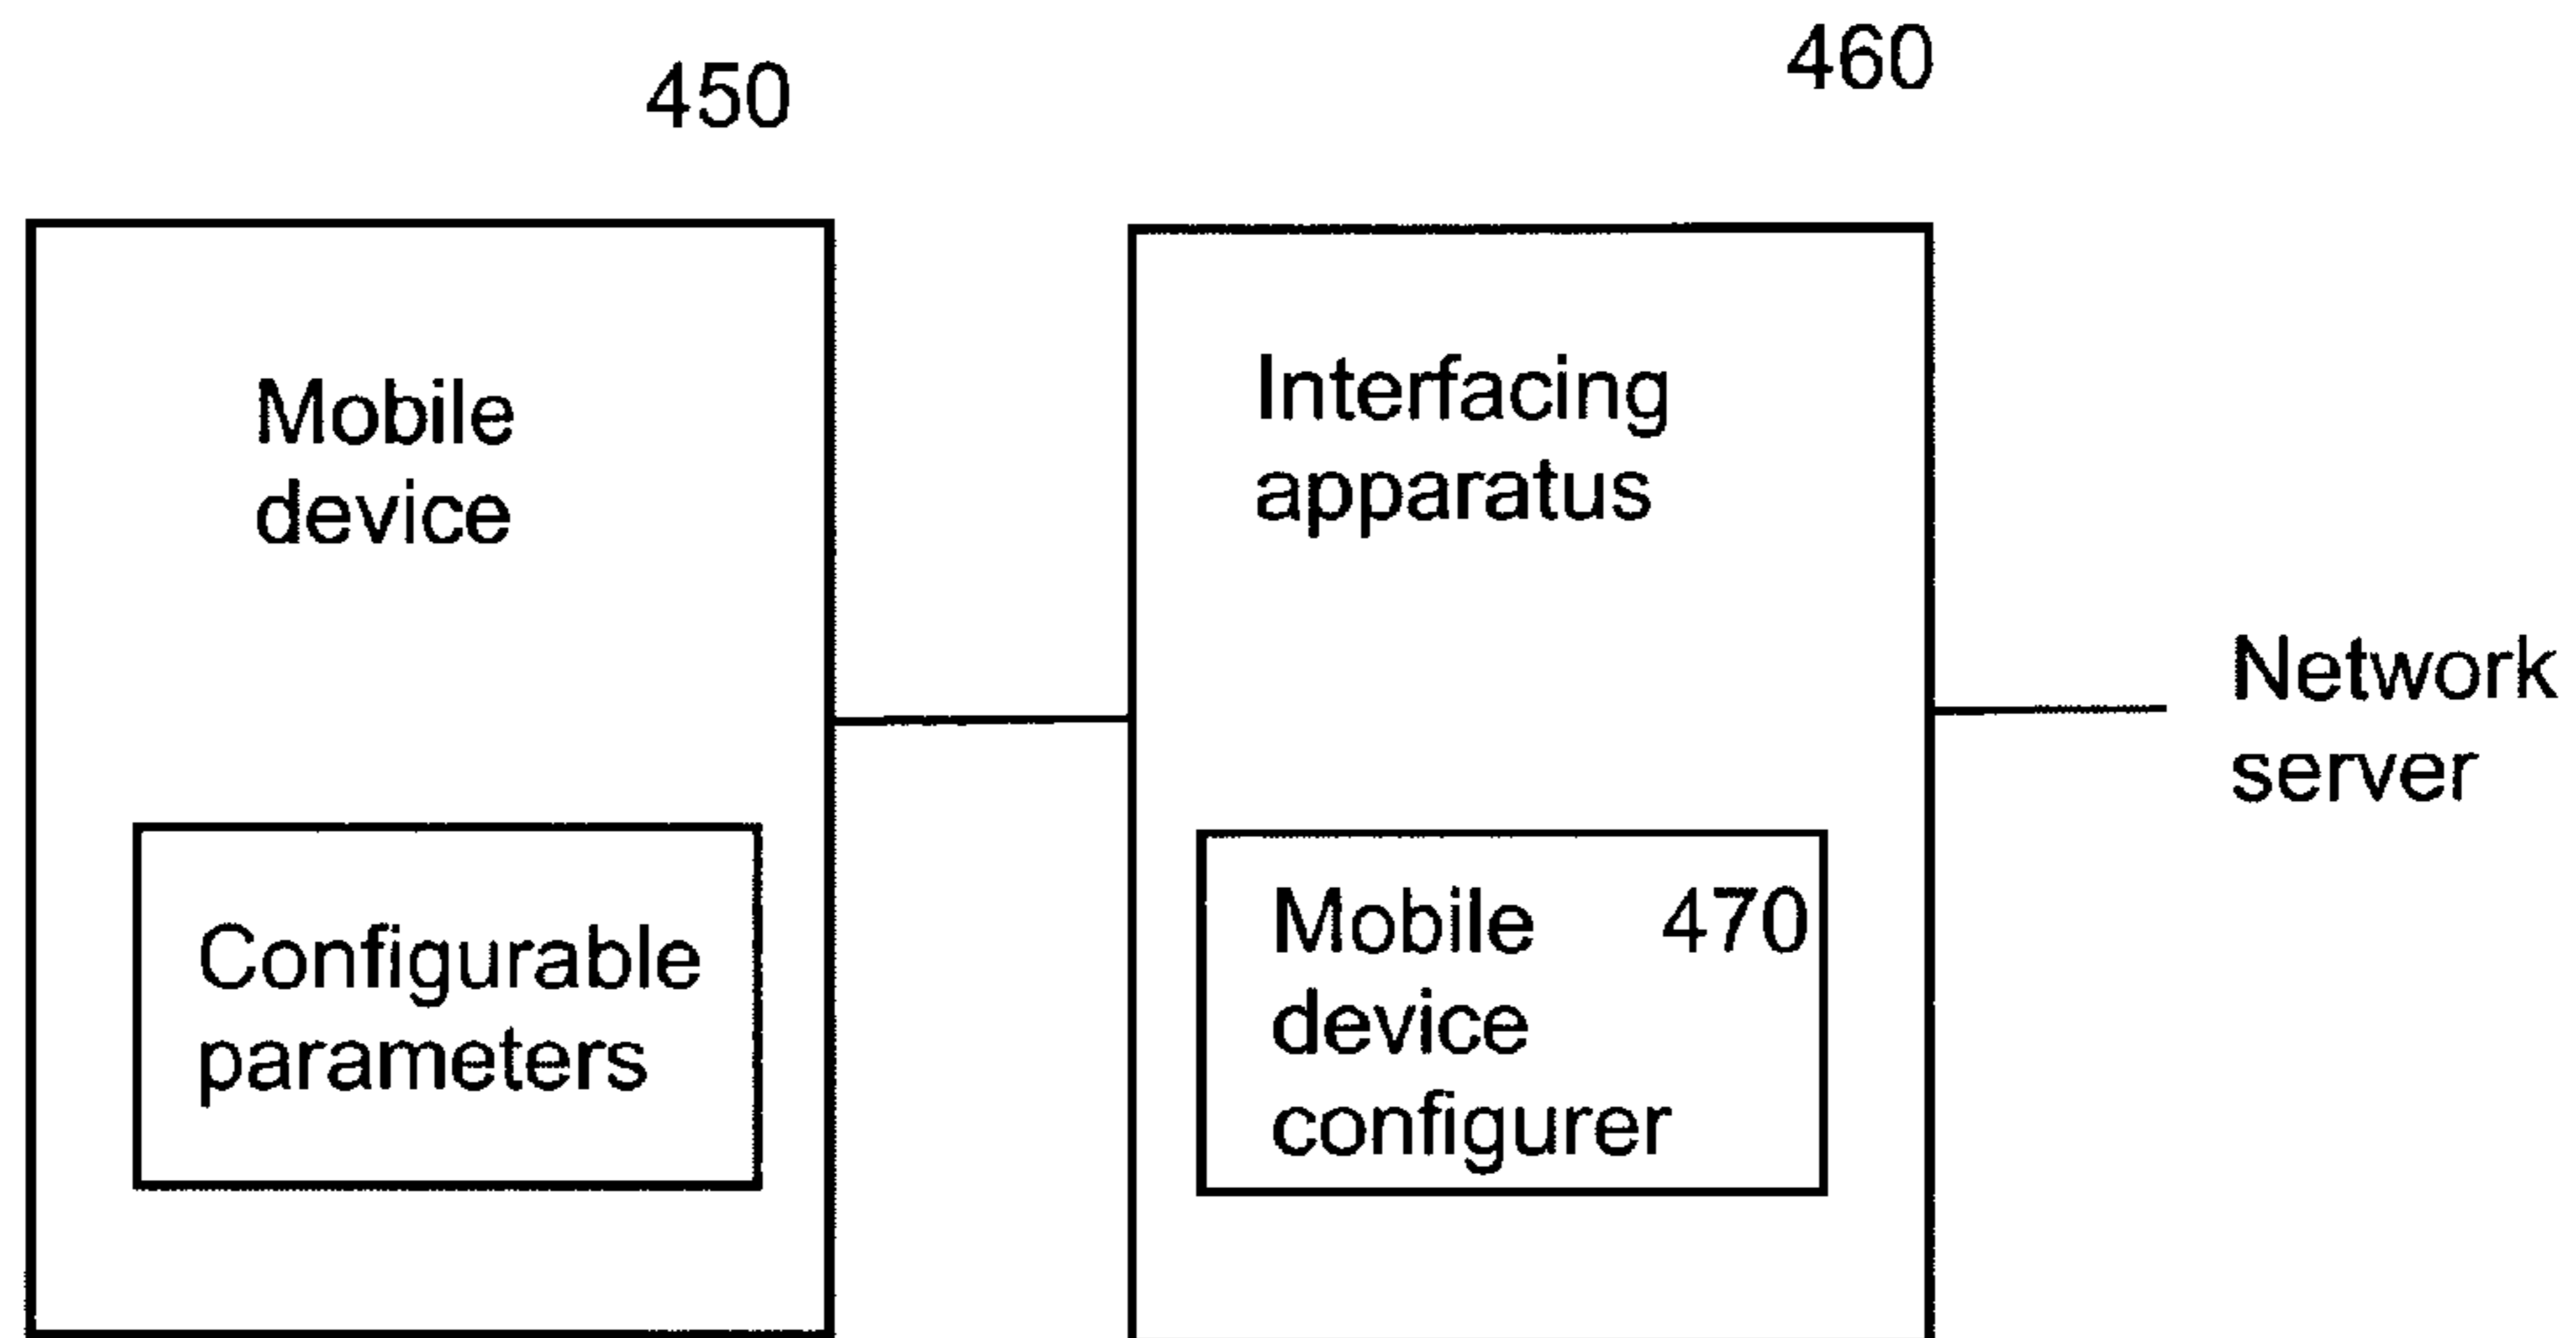 450
460
Mobile
device
Interfacing
apparatus
Network
server
Configurable
parameters
Mobile 470
device
configurer